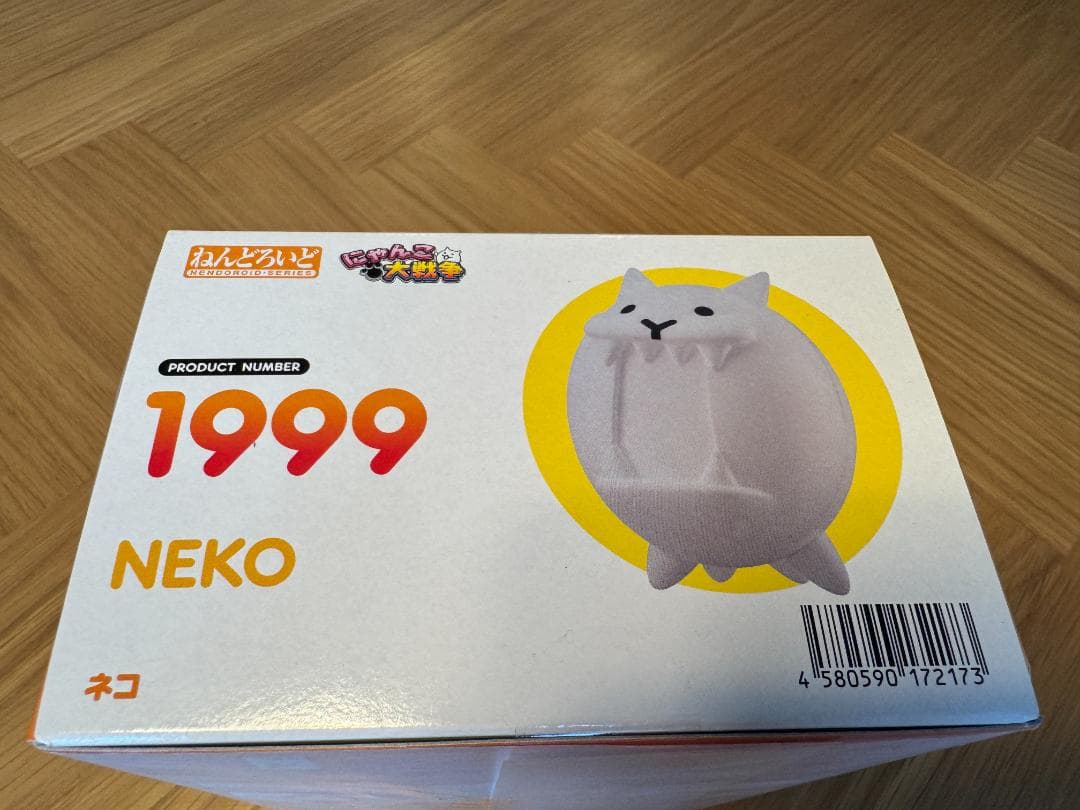 ねんどろいど
NENDOROID·SERIES
にゃんこ
大戦争
PRODUCT NUMBER
1999
NEKO
ネコ
4 580590 172173